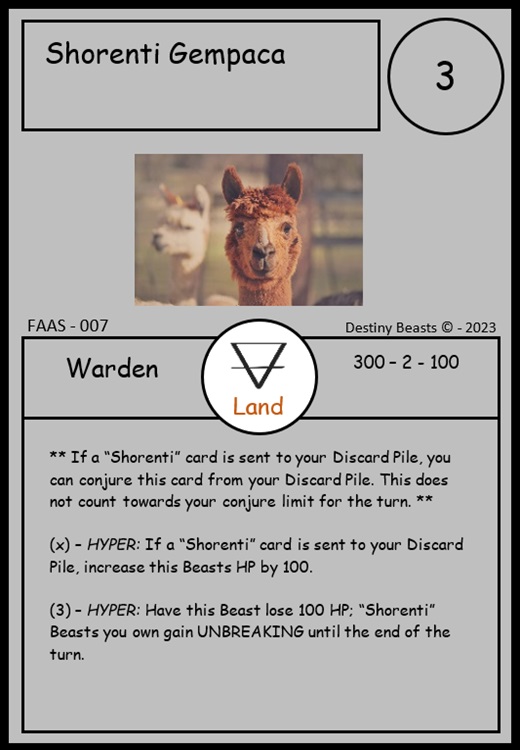 Shorenti Gempaca
3
FAAS - 007
Destiny Beasts © - 2023
Warden
Land
300 – 2 - 100
** If a “Shorenti” card is sent to your Discard Pile, you
can conjure this card from your Discard Pile. This does
not count towards your conjure limit for the turn. **
(x) – HYPER: If a “Shorenti” card is sent to your Discard
Pile, increase this Beasts HP by 100.
(3) – HYPER: Have this Beast lose 100 HP; “Shorenti”
Beasts you own gain UNBREAKING until the end of the
turn.